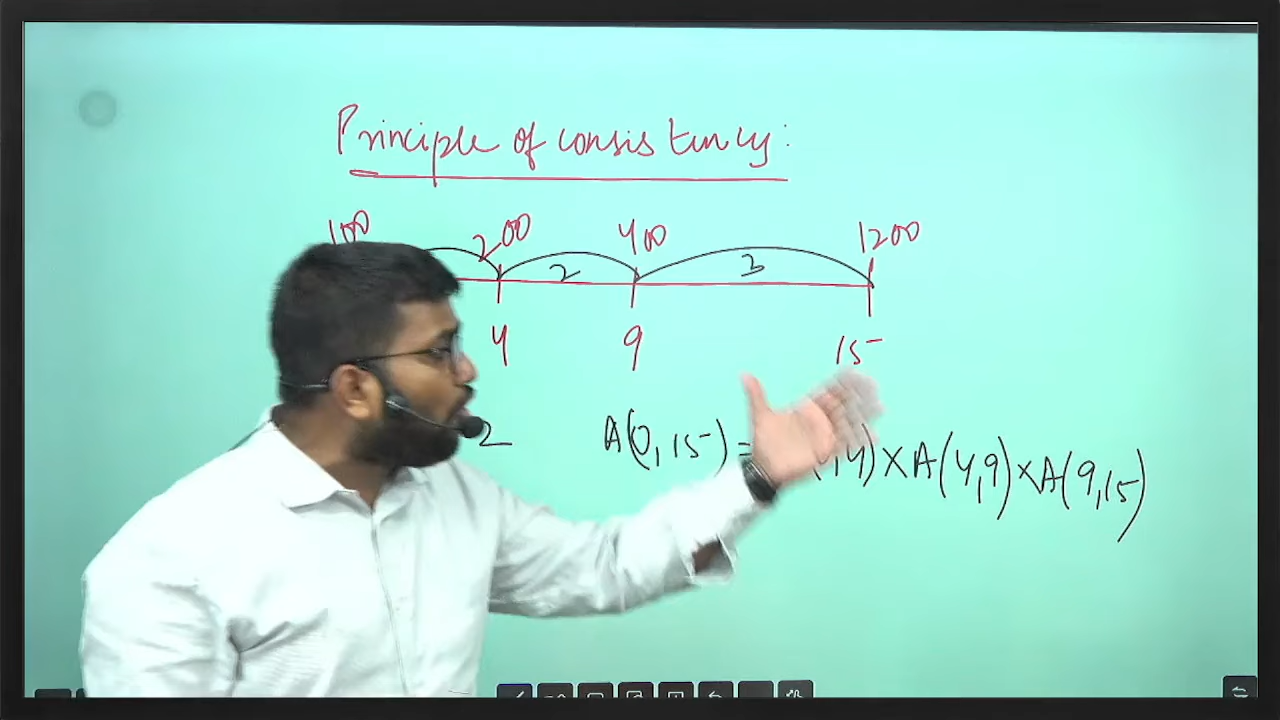 Principle of consistency:
100 200 400 1200
2 3
4 9 15
2 A(0,15) = ,4) X A(4,9) X A(9,15)